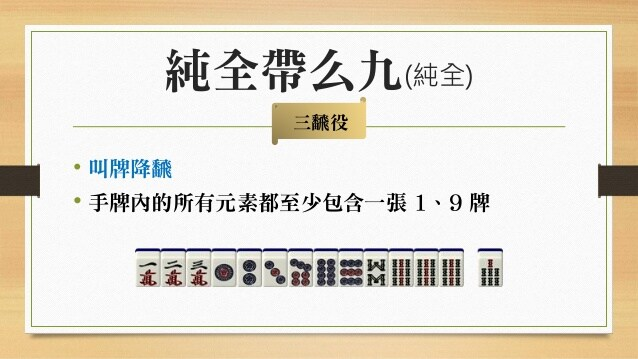 純全帶么九(純全)
三飜役
• 叫牌降飜
• 手牌內的所有元素都至少包含一張 1、9 牌
一萬 二萬 三萬